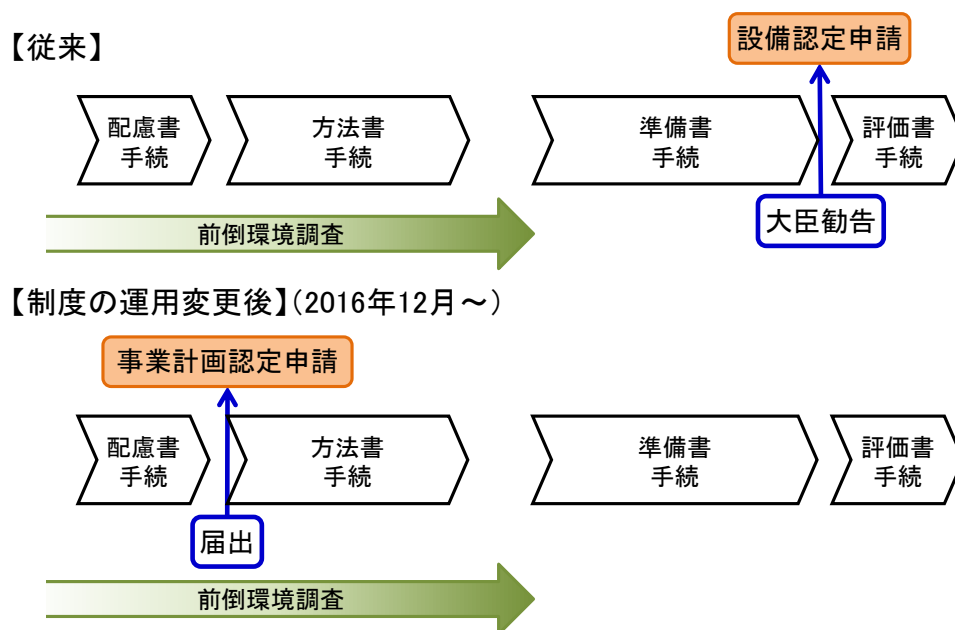 【従来】
設備認定申請
配慮書
手続
方法書
手続
準備書
手続
評価書
手続
前倒環境調査
大臣勧告
【制度の運用変更後】(2016年12月～)
事業計画認定申請
配慮書
手続
方法書
手続
準備書
手続
評価書
手続
届出
前倒環境調査